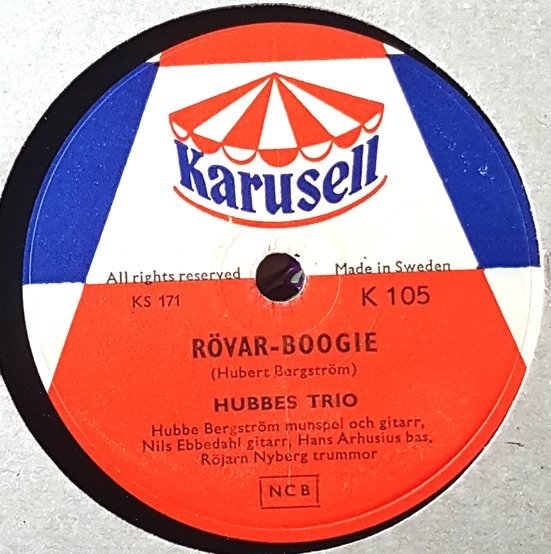 Karusell
All rights reserved
Made in Sweden
KS 171
K 105
RÖVAR-BOOGIE
(Hubert Bergström)
HUBBES TRIO
Hubbe Bergström munspel och gitarr,
Nils Ebbedahl gitarr, Hans Arhusius bas,
Röjarn Nyberg trummor
NCB